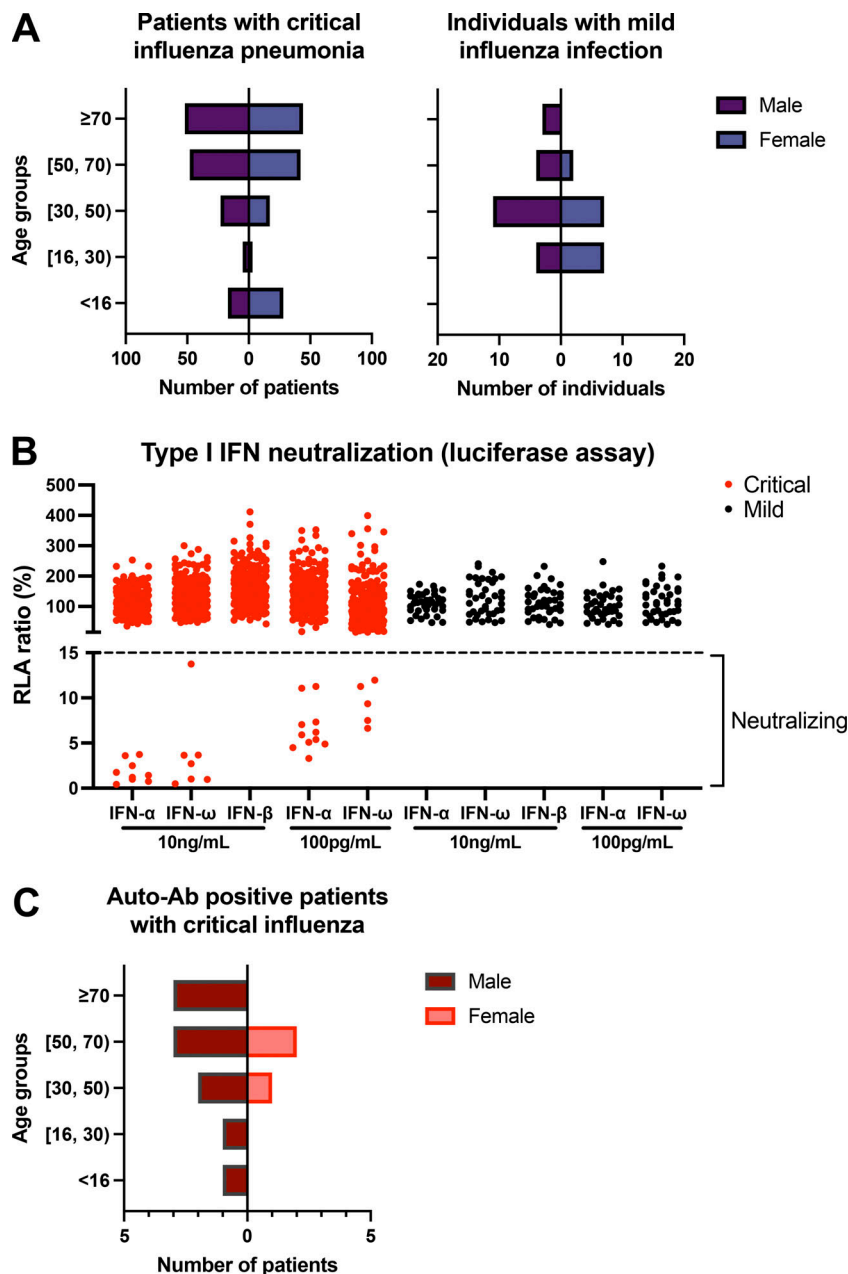 A
Patients with critical
influenza pneumonia
Individuals with mild
influenza infection
Male
Female
Age groups
≥70
[50, 70)
[30, 50)
[16, 30)
<16
100 50 0 50 100
Number of patients
20 10 0 10 20
Number of individuals
B
Type I IFN neutralization (luciferase assay)
Critical
Mild
RLA ratio (%)
500
400
300
200
100
15
10
5
0
Neutralizing
IFN-α IFN-ω IFN-β IFN-α IFN-ω IFN-α IFN-ω IFN-β IFN-α IFN-ω
10ng/mL 100pg/mL 10ng/mL 100pg/mL
C
Auto-Ab positive patients
with critical influenza
Male
Female
Age groups
≥70
[50, 70)
[30, 50)
[16, 30)
<16
5 0 5
Number of patients